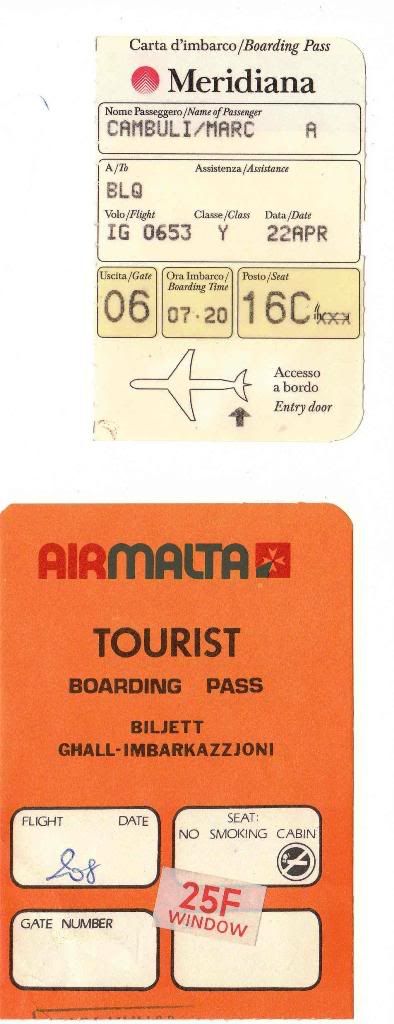 Carta d'imbarco/Boarding Pass
Meridiana
Nome Passeggero/Name of Passenger
CAMBULI/MARC A
A/To Assistenza/Assistance
BLQ
Volo/Flight Classe/Class Data/Date
IG 0653 Y 22APR
Uscita/Gate Ora Imbarco/ Posto/Seat
Boarding Time
06 07·20 16C
XXX
Accesso
a bordo
Entry door
AIRMALTA
TOURIST
BOARDING PASS
BILJETT
GHALL-IMBARKAZZJONI
FLIGHT DATE
208
SEAT:
NO SMOKING CABIN
25F
WINDOW
GATE NUMBER